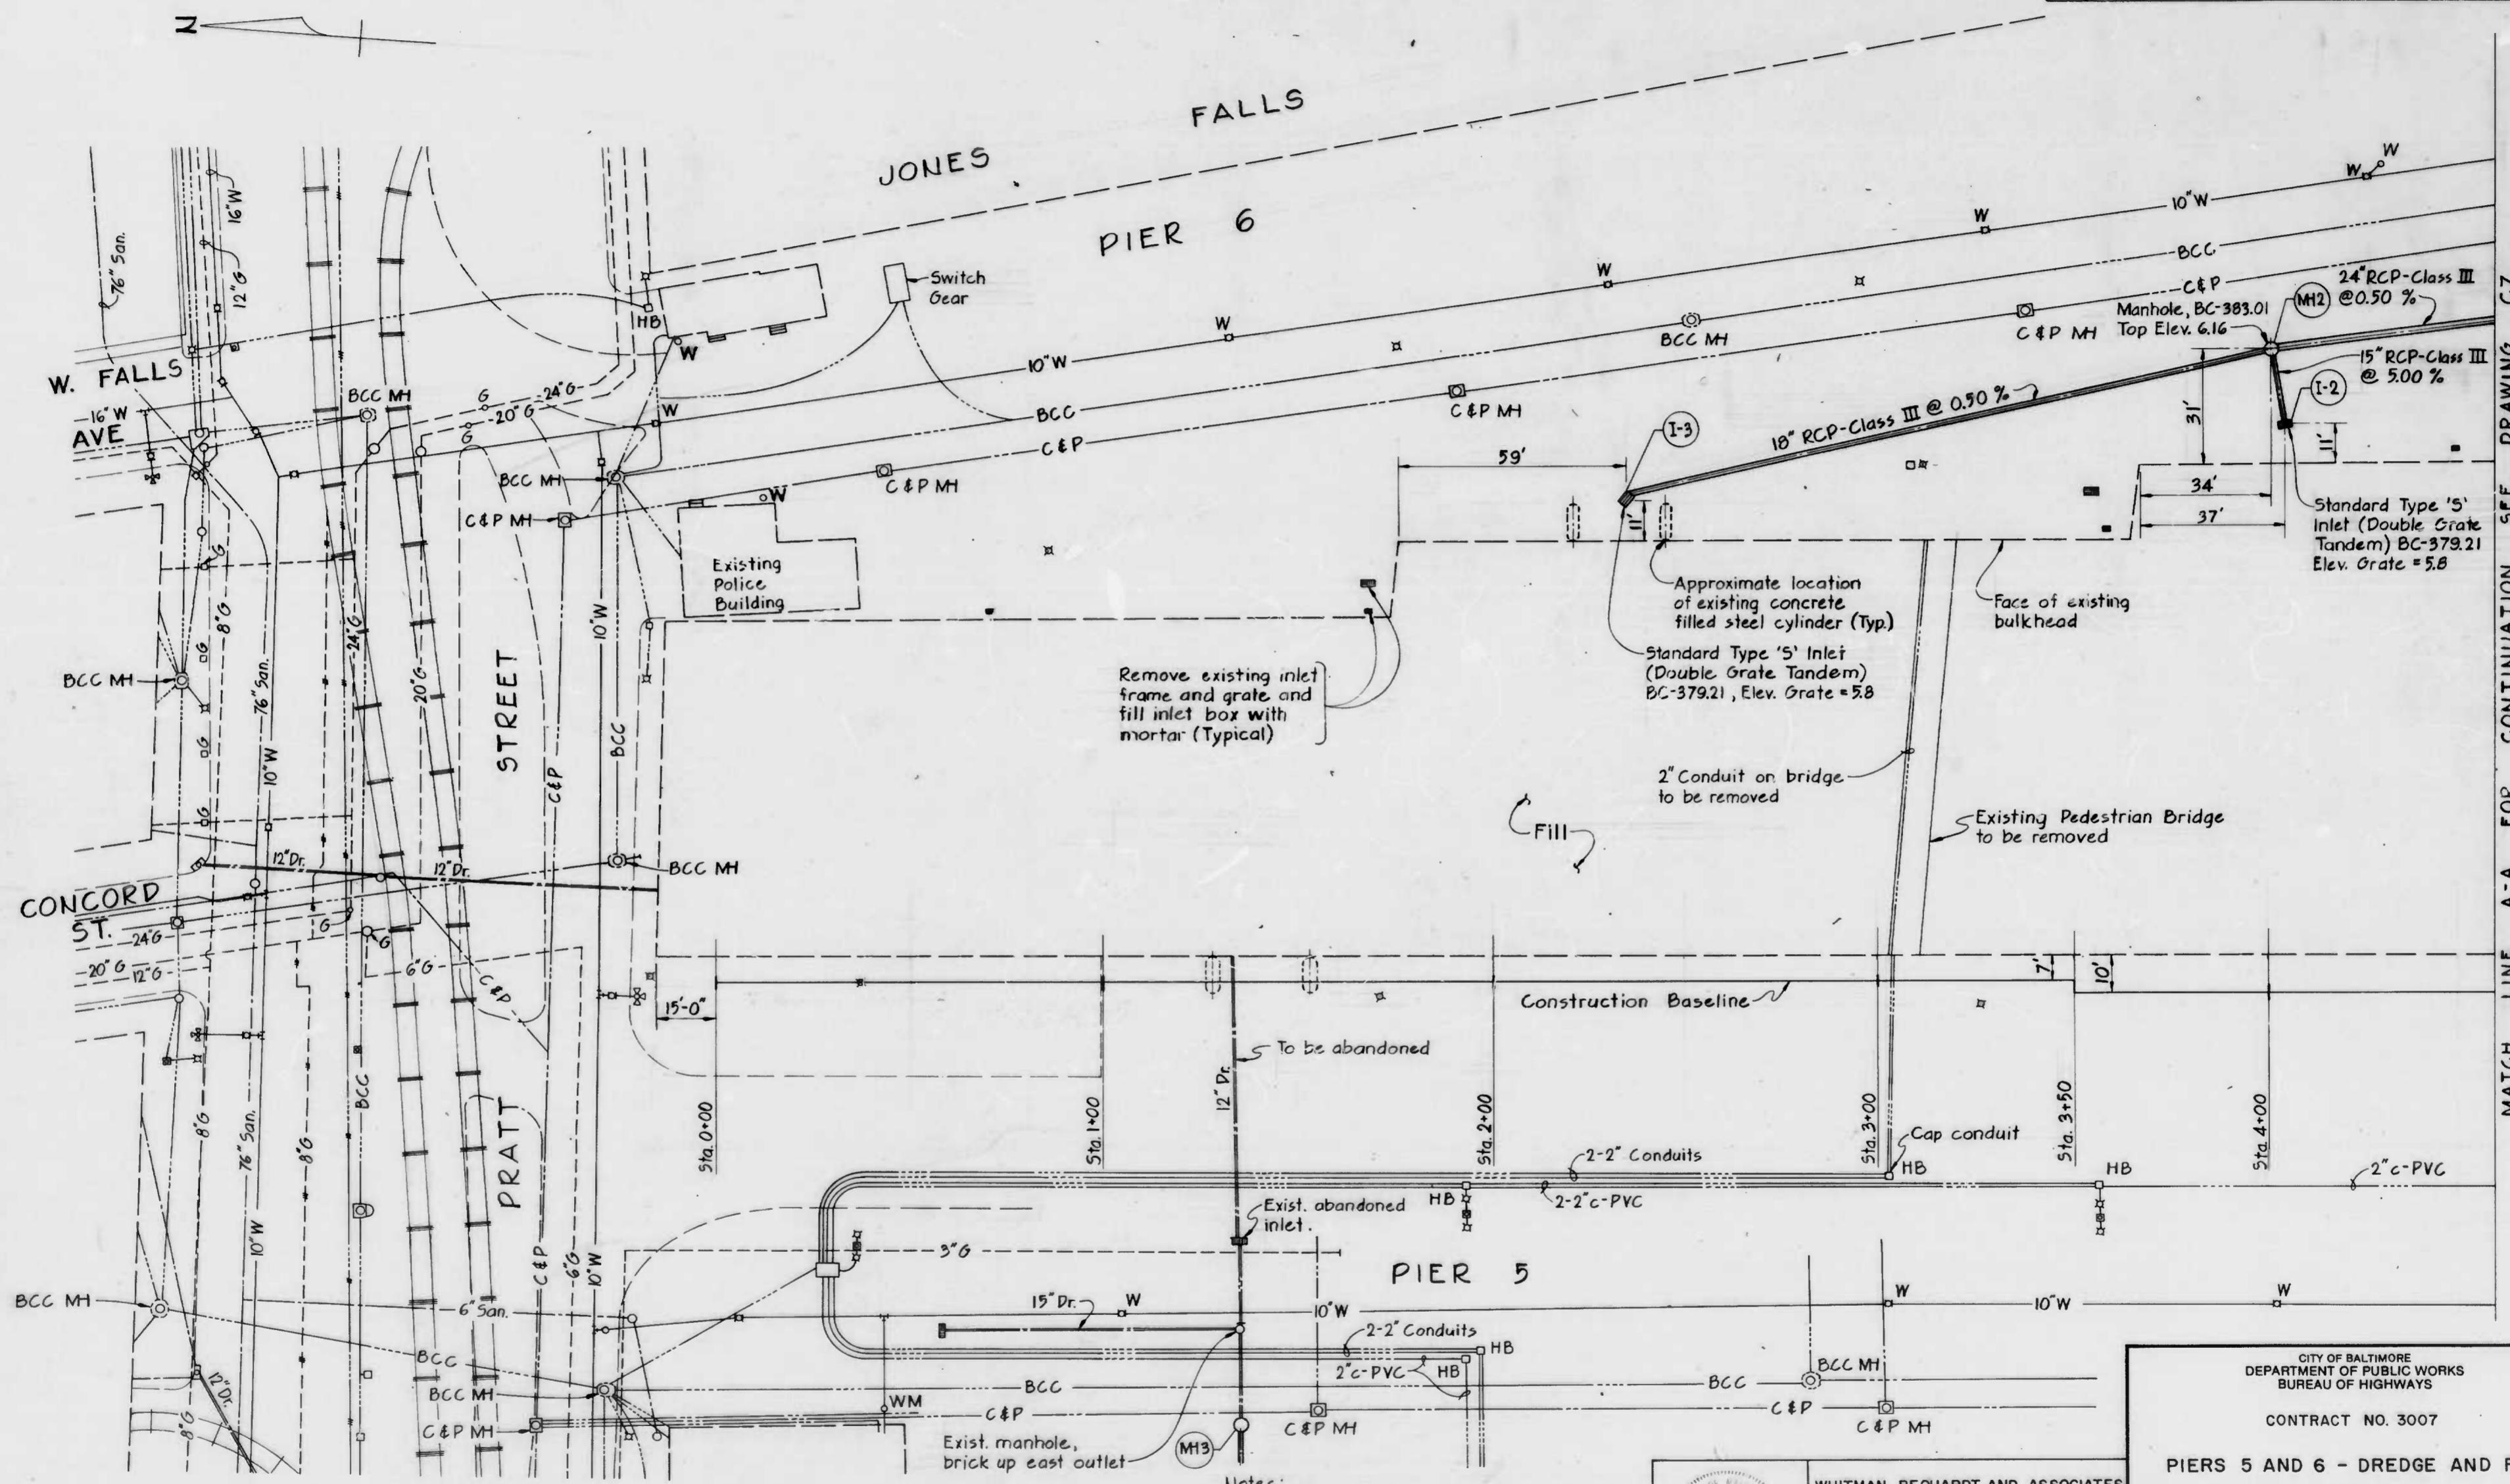 N
JONES FALLS
PIER 6
76" San.
16"W
12"G
W. FALLS
AVE
16" W
BCC MH
G
24"G
20" G
G
HB
W
W
Switch
Gear
W
10"W
BCC
C&P
W
BCC MH
C&P MH
W
10"W
W
W
BCC
C&P
C&P MH
Manhole, BC-383.01
Top Elev. 6.16
MH2
24" RCP-Class III
@0.50 %
15" RCP-Class III
@ 5.00 %
I-2
31'
11'
34'
37'
Standard Type 'S'
Inlet (Double Grate
Tandem) BC-379.21
Elev. Grate = 5.8
18" RCP-Class III @ 0.50 %
I-3
59'
11'
BCC MH
C&P MH
C&P MH
W
Existing
Police
Building
Approximate location
of existing concrete
filled steel cylinder (Typ.)
Standard Type 'S' Inlet
(Double Grate Tandem)
BC-379.21, Elev. Grate = 5.8
Face of existing
bulkhead
Remove existing inlet
frame and grate and
fill inlet box with
mortar (Typical)
2" Conduit on bridge
to be removed
Existing Pedestrian Bridge
to be removed
Fill
G
8"G
G
G
G
BCC MH
76" San.
10"W
24"G
20"G
PRATT STREET
C&P
10"W
BCC
BCC MH
12"Dr.
12"Dr.
CONCORD
ST.
24"G
20" G
12"G
G
G
6"G
C&P
15'-0"
Construction Baseline
7'
10'
To be abandoned
12" Dr.
Sta. 0+00
Sta. 1+00
Sta. 2+00
Sta. 3+00
Sta. 3+50
Sta. 4+00
Cap conduit
HB
HB
2"c-PVC
2-2" Conduits
2-2"c-PVC
HB
Exist. abandoned
inlet.
3"G
PIER 5
8"G
76" San.
8"G
BCC
10"W
C&P
6"G
10"W
BCC MH
6" San.
15" Dr.
W
10"W
W
10"W
W
2-2" Conduits
HB
2"c-PVC
HB
BCC
BCC MH
BCC
BCC
BCC MH
WM
C&P
C&P
C&P MH
C&P MH
C&P MH
12"Dr.
8"G
Exist. manhole,
brick up east outlet
MH3
Notes:
MATCH LINE A-A FOR CONTINUATION SEE DRAWING
CITY OF BALTIMORE
DEPARTMENT OF PUBLIC WORKS
BUREAU OF HIGHWAYS
CONTRACT NO. 3007
PIERS 5 AND 6 - DREDGE AND
WHITMAN, REQUARDT AND ASSOCIATES